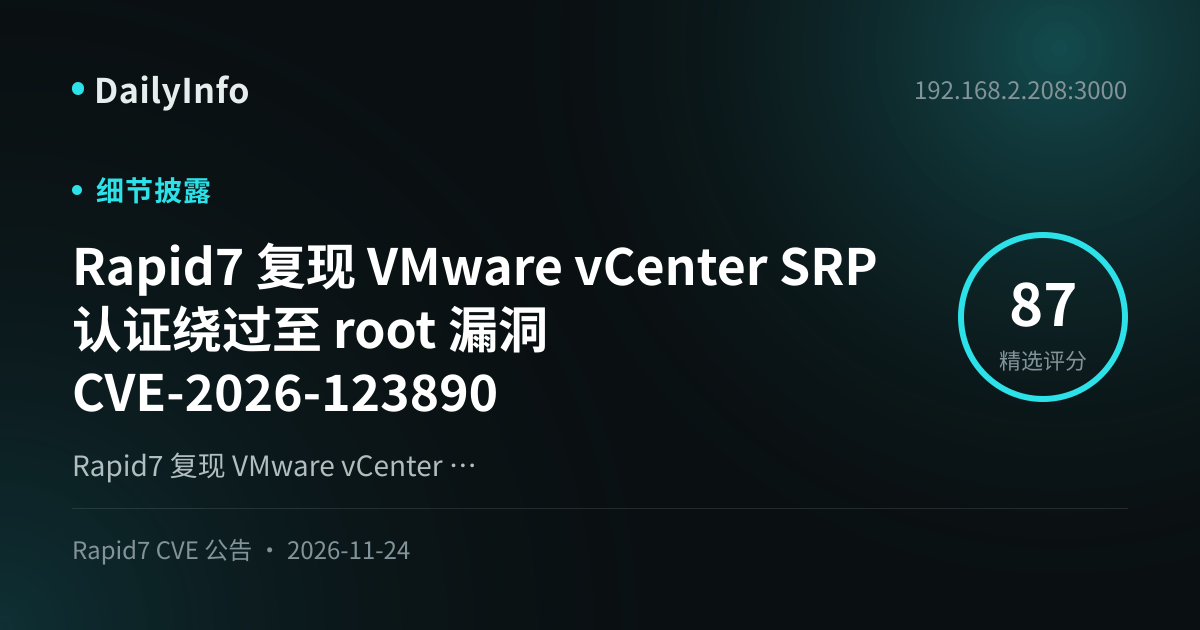 DailyInfo
192.168.2.208:3000
细节披露
Rapid7 复现 VMware vCenter SRP
认证绕过至 root 漏洞
CVE-2026-123890
87
精选评分
Rapid7 复现 VMware vCenter …
Rapid7 CVE 公告 • 2026-11-24